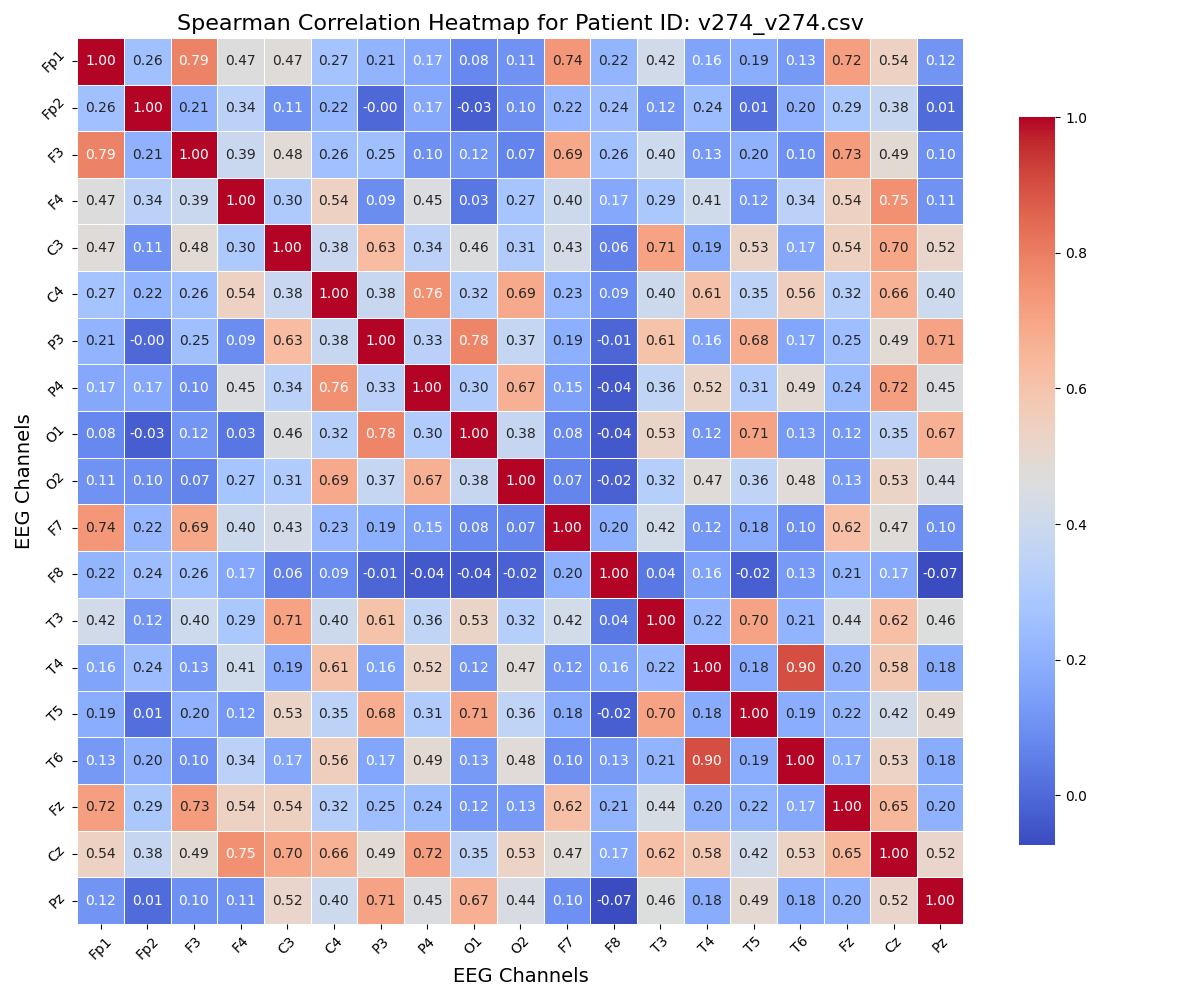 Spearman Correlation Heatmap for Patient ID: v274_v274.csv
Fp1 1.00 0.26 0.79 0.47 0.47 0.27 0.21 0.17 0.08 0.11 0.74 0.22 0.42 0.16 0.19 0.13 0.72 0.54 0.12
Fp2 0.26 1.00 0.21 0.34 0.11 0.22 -0.00 0.17 -0.03 0.10 0.22 0.24 0.12 0.24 0.01 0.20 0.29 0.38 0.01
F3 0.79 0.21 1.00 0.39 0.48 0.26 0.25 0.10 0.12 0.07 0.69 0.26 0.40 0.13 0.20 0.10 0.73 0.49 0.10
F4 0.47 0.34 0.39 1.00 0.30 0.54 0.09 0.45 0.03 0.27 0.40 0.17 0.29 0.41 0.12 0.34 0.54 0.75 0.11
C3 0.47 0.11 0.48 0.30 1.00 0.38 0.63 0.34 0.46 0.31 0.43 0.06 0.71 0.19 0.53 0.17 0.54 0.70 0.52
C4 0.27 0.22 0.26 0.54 0.38 1.00 0.38 0.76 0.32 0.69 0.23 0.09 0.40 0.61 0.35 0.56 0.32 0.66 0.40
P3 0.21 -0.00 0.25 0.09 0.63 0.38 1.00 0.33 0.78 0.37 0.19 -0.01 0.61 0.16 0.68 0.17 0.25 0.49 0.71
P4 0.17 0.17 0.10 0.45 0.34 0.76 0.33 1.00 0.30 0.67 0.15 -0.04 0.36 0.52 0.31 0.49 0.24 0.72 0.45
O1 0.08 -0.03 0.12 0.03 0.46 0.32 0.78 0.30 1.00 0.38 0.08 -0.04 0.53 0.12 0.71 0.13 0.12 0.35 0.67
O2 0.11 0.10 0.07 0.27 0.31 0.69 0.37 0.67 0.38 1.00 0.07 -0.02 0.32 0.47 0.36 0.48 0.13 0.53 0.44
F7 0.74 0.22 0.69 0.40 0.43 0.23 0.19 0.15 0.08 0.07 1.00 0.20 0.42 0.12 0.18 0.10 0.62 0.47 0.10
F8 0.22 0.24 0.26 0.17 0.06 0.09 -0.01 -0.04 -0.04 -0.02 0.20 1.00 0.04 0.16 -0.02 0.13 0.21 0.17 -0.07
T3 0.42 0.12 0.40 0.29 0.71 0.40 0.61 0.36 0.53 0.32 0.42 0.04 1.00 0.22 0.70 0.21 0.44 0.62 0.46
T4 0.16 0.24 0.13 0.41 0.19 0.61 0.16 0.52 0.12 0.47 0.12 0.16 0.22 1.00 0.18 0.90 0.20 0.58 0.18
T5 0.19 0.01 0.20 0.12 0.53 0.35 0.68 0.31 0.71 0.36 0.18 -0.02 0.70 0.18 1.00 0.19 0.22 0.42 0.49
T6 0.13 0.20 0.10 0.34 0.17 0.56 0.17 0.49 0.13 0.48 0.10 0.13 0.21 0.90 0.19 1.00 0.17 0.53 0.18
Fz 0.72 0.29 0.73 0.54 0.54 0.32 0.25 0.24 0.12 0.13 0.62 0.21 0.44 0.20 0.22 0.17 1.00 0.65 0.20
Cz 0.54 0.38 0.49 0.75 0.70 0.66 0.49 0.72 0.35 0.53 0.47 0.17 0.62 0.58 0.42 0.53 0.65 1.00 0.52
Pz 0.12 0.01 0.10 0.11 0.52 0.40 0.71 0.45 0.67 0.44 0.10 -0.07 0.46 0.18 0.49 0.18 0.20 0.52 1.00
Fp1 Fp2 F3 F4 C3 C4 P3 P4 O1 O2 F7 F8 T3 T4 T5 T6 Fz Cz Pz
EEG Channels
EEG Channels
1.0
0.8
0.6
0.4
0.2
0.0